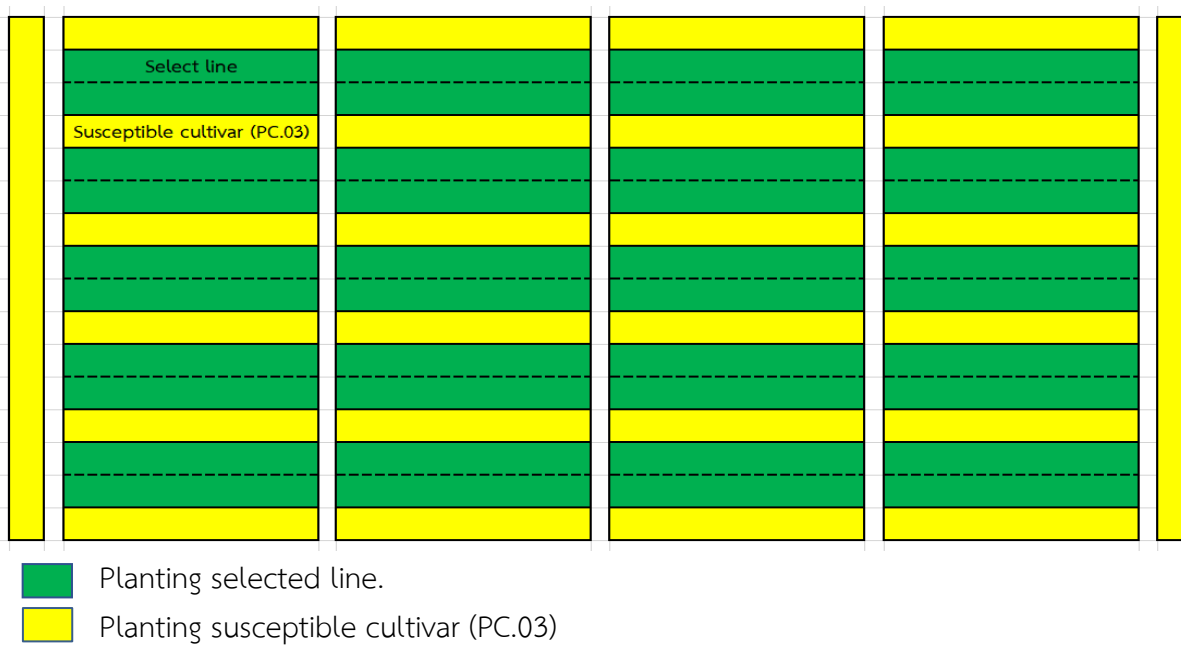 Select line
Susceptible cultivar (PC.03)
Planting selected line.
Planting susceptible cultivar (PC.03)